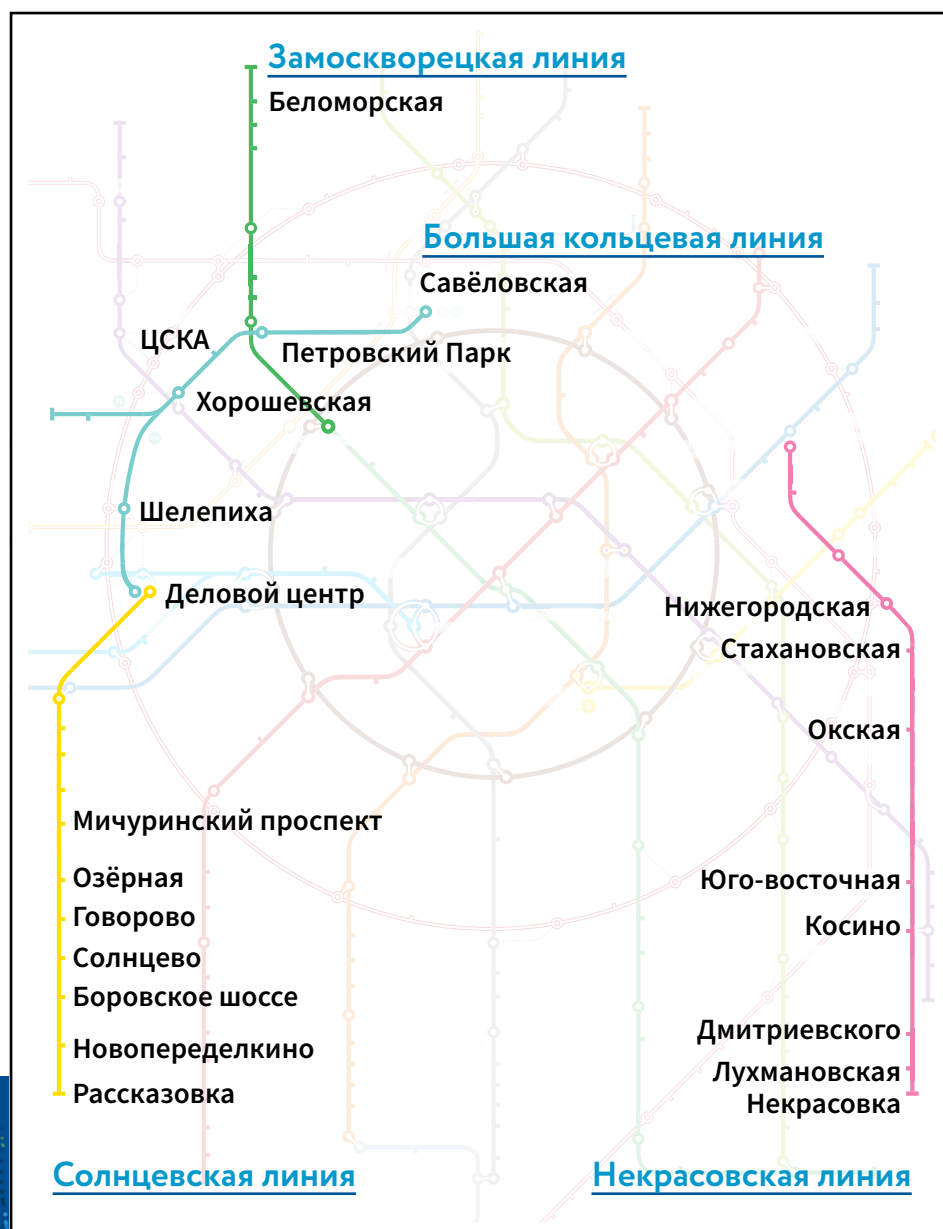 Замоскворецкая линия
Беломорская
Большая кольцевая линия
Савёловская
ЦСКА
Петровский Парк
Хорошевская
Шелепиха
Деловой центр
Нижегородская
Стахановская
Окская
Мичуринский проспект
Озёрная
Юго-восточная
Говорово
Косино
Солнцево
Боровское шоссе
Дмитриевского
Новопеределкино
Лухмановская
Рассказовка
Некрасовка
Солнцевская линия
Некрасовская линия